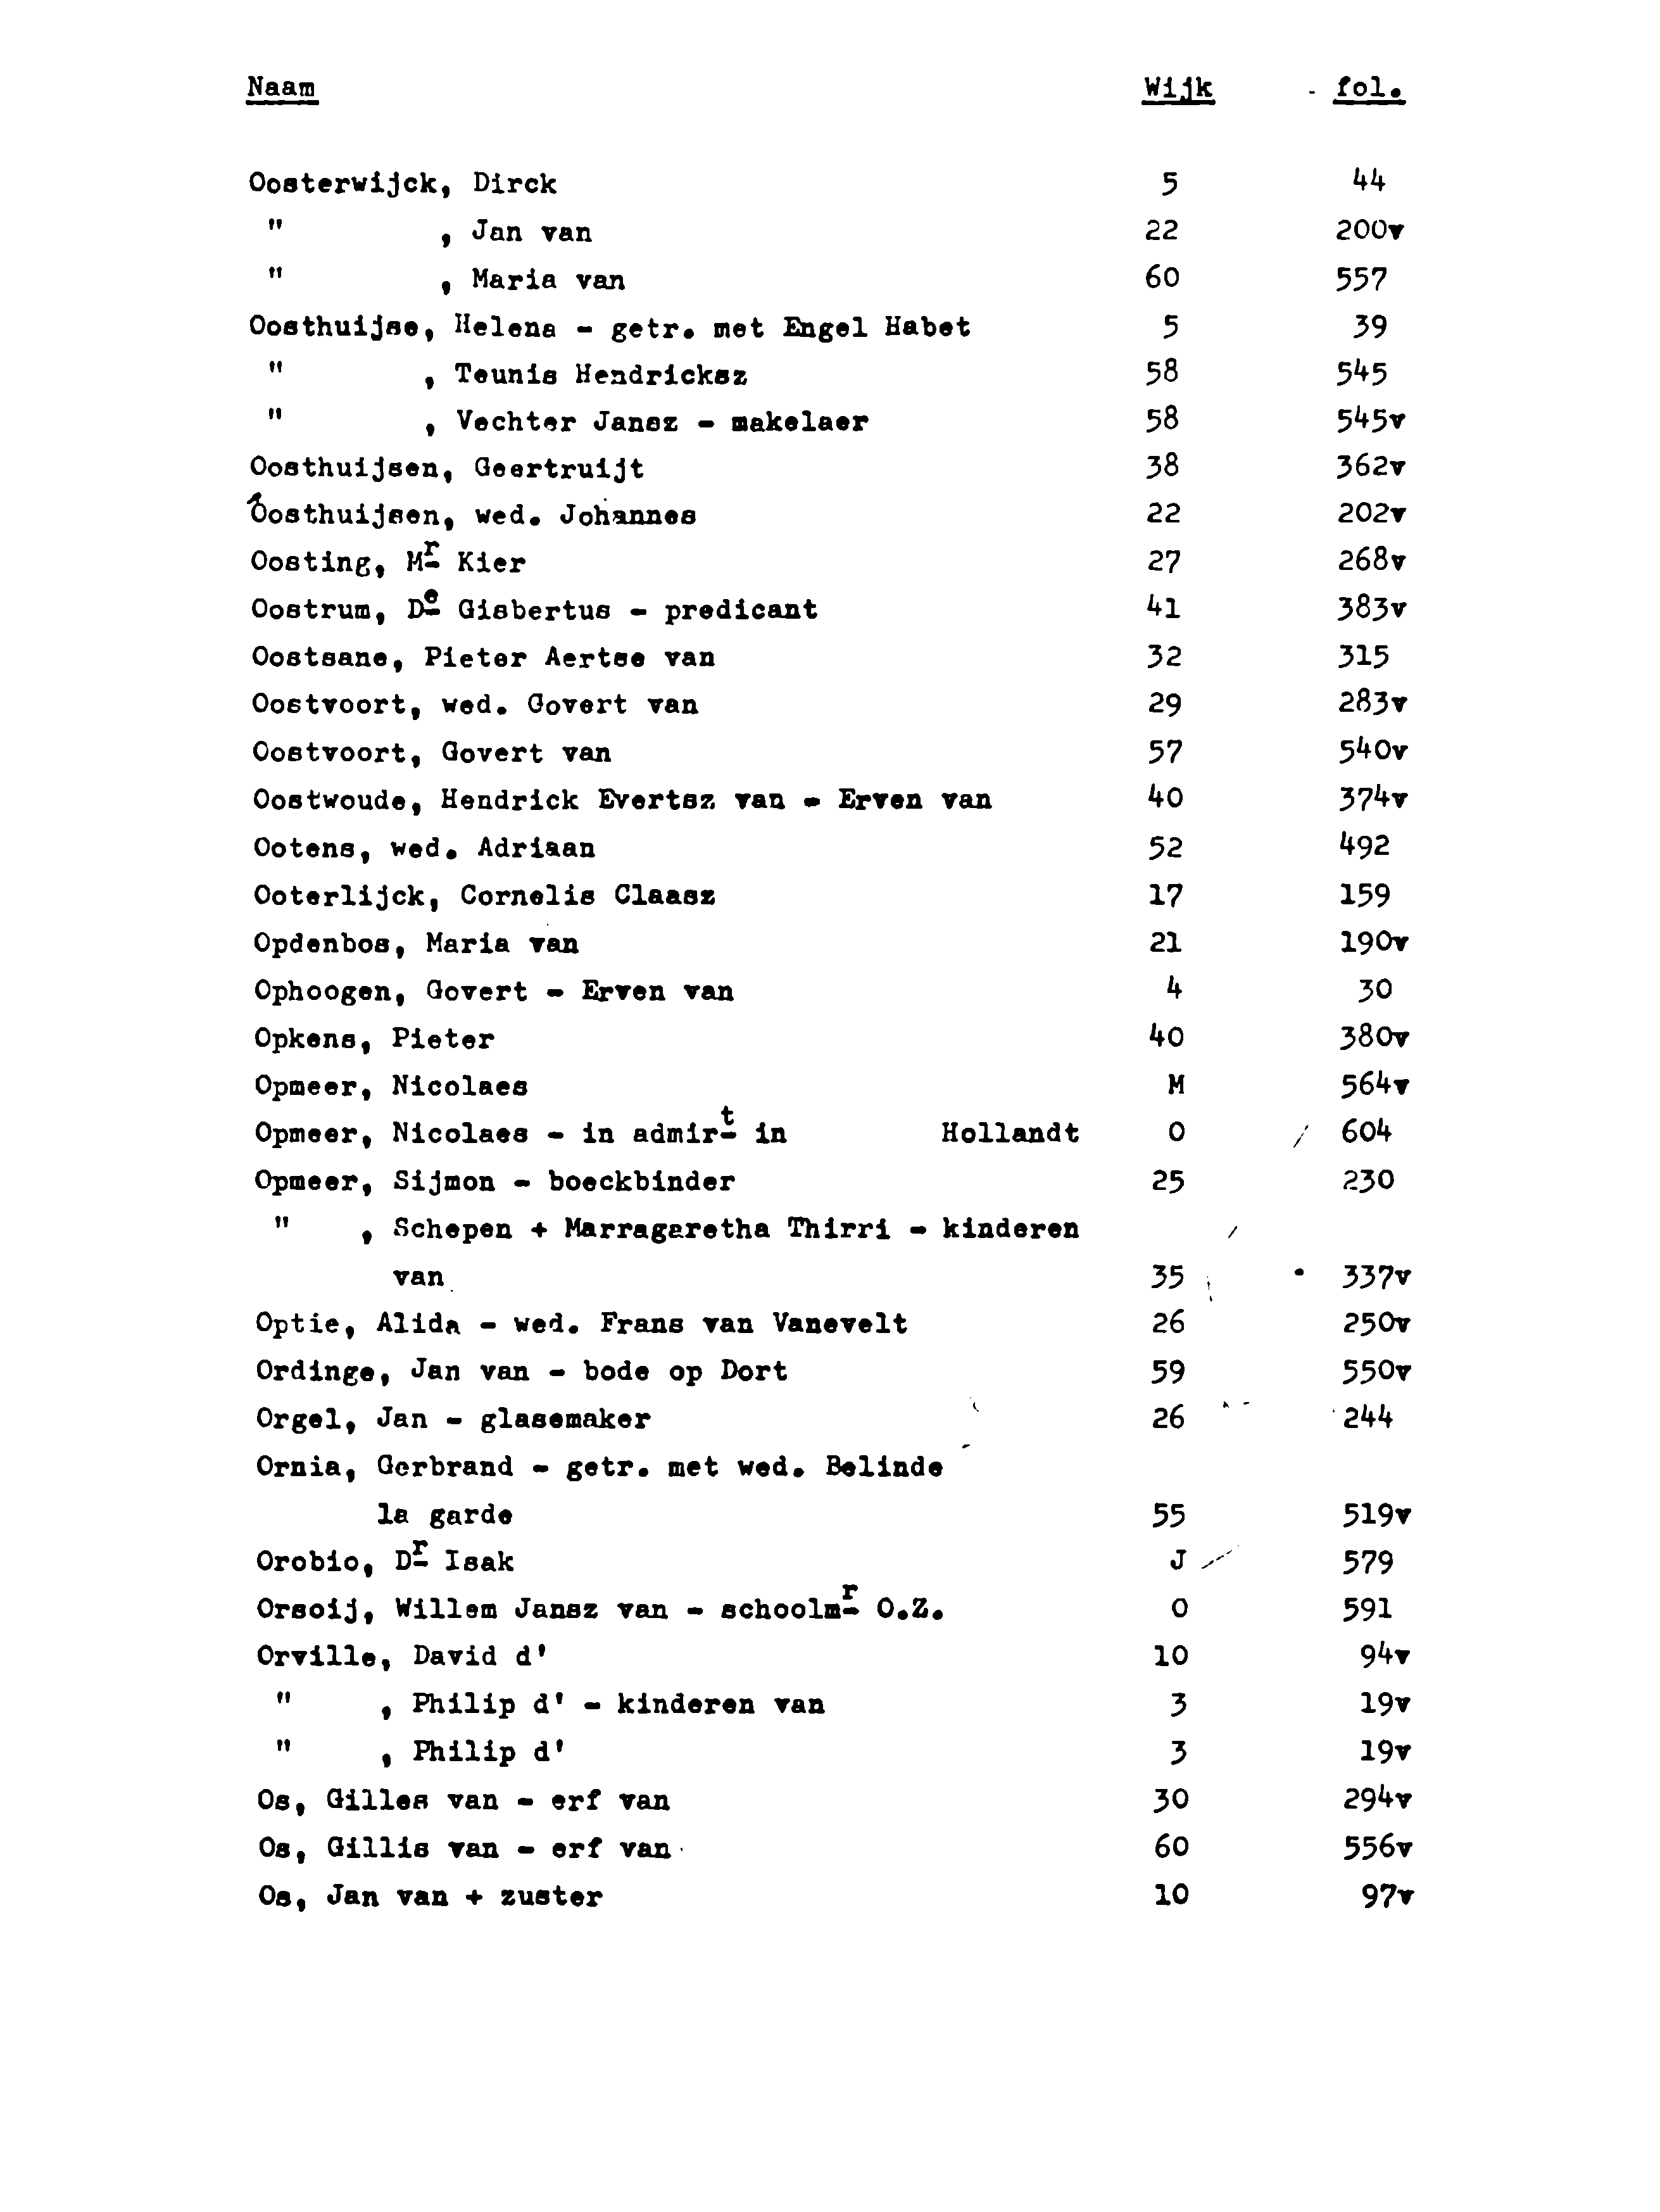 Naam Wijk fol.
Oosterwijck, Dirck 5 44
" , Jan van 22 200v
" , Maria van 60 557
Oosthuijse, Helena - getr. met Engel Habet 5 39
" , Teunis Hendricksz 58 545
" , Vechter Jansz - makelaer 58 545v
Oosthuijsen, Geertruijt 38 362v
Oosthuijsen, wed. Johannes 22 202v
Oosting, Mr Kier 27 268v
Oostrum, De Gisbertus - predicant 41 383v
Oostsane, Pieter Aertse van 32 315
Oostvoort, wed. Govert van 29 283v
Oostvoort, Govert van 57 540v
Oostwoude, Hendrick Evertsz van - Erven van 40 374v
Ootens, wed. Adriaan 52 492
Ooterlijck, Cornelis Claasz 17 159
Opdenbos, Maria van 21 190v
Ophoogen, Govert - Erven van 4 30
Opkens, Pieter 40 380v
Opmeer, Nicolaes M 564v
Opmeer, Nicolaes - in admirt in Hollandt O 604
Opmeer, Sijmon - boeckbinder 25 230
" , Schepen + Marragaretha Thirri - kinderen
van 35 337v
Optie, Alida - wed. Frans van Vanevelt 26 250v
Ordinge, Jan van - bode op Dort 59 550v
Orgel, Jan - glasemaker 26 244
Ornia, Gerbrand - getr. met wed. Belinde
la garde 55 519v
Orobio, Dr Isak J 579
Orsoij, Willem Jansz van - schoolmr O.Z. O 591
Orville, David d' 10 94v
" , Philip d' - kinderen van 3 19v
" , Philip d' 3 19v
Os, Gilles van - erf van 30 294v
Os, Gillis van - erf van 60 556v
Os, Jan van + zuster 10 97v